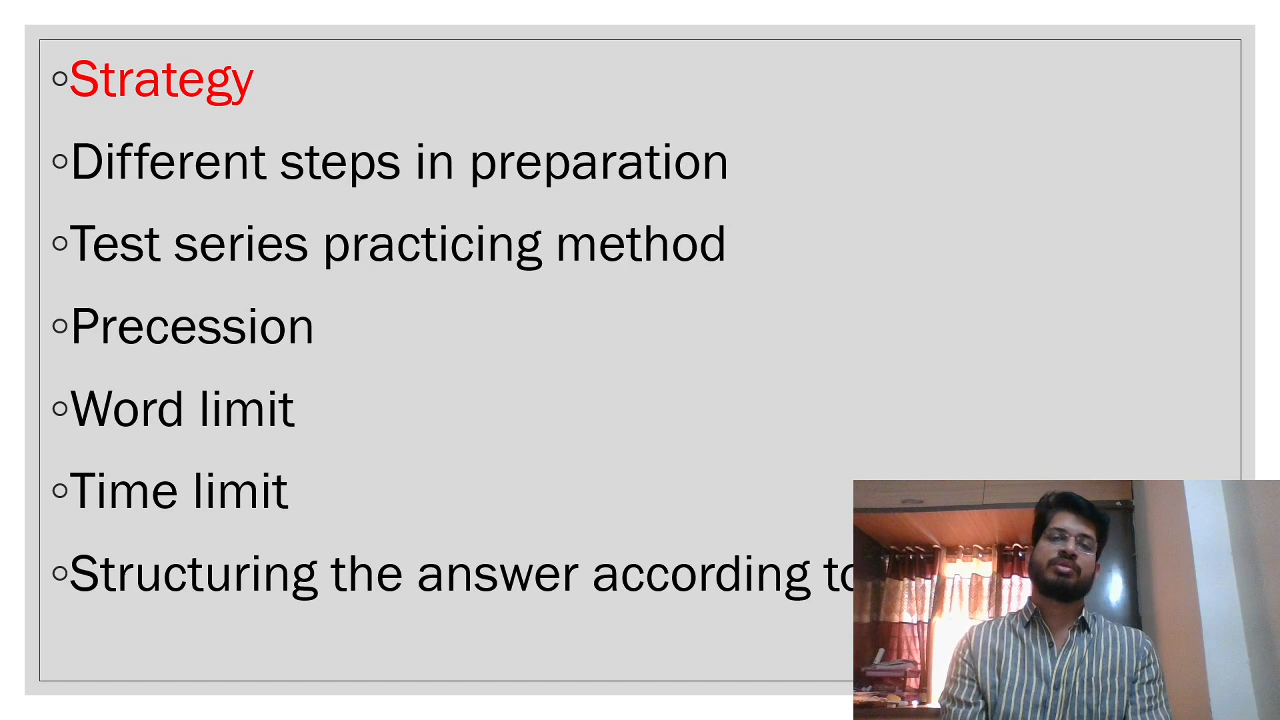 Strategy
Different steps in preparation
Test series practicing method
Precession
Word limit
Time limit
Structuring the answer according to